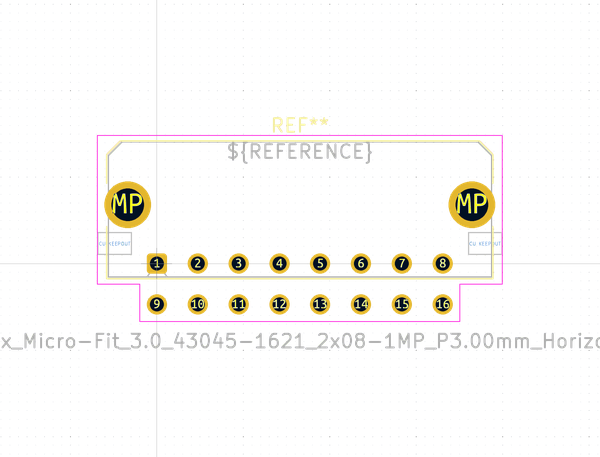 REF**
${REFERENCE}
MP MP
CU KEEPOUT CU KEEPOUT
1 2 3 4 5 6 7 8
9 10 11 12 13 14 15 16
x_Micro-Fit_3.0_43045-1621_2x08-1MP_P3.00mm_Horizo